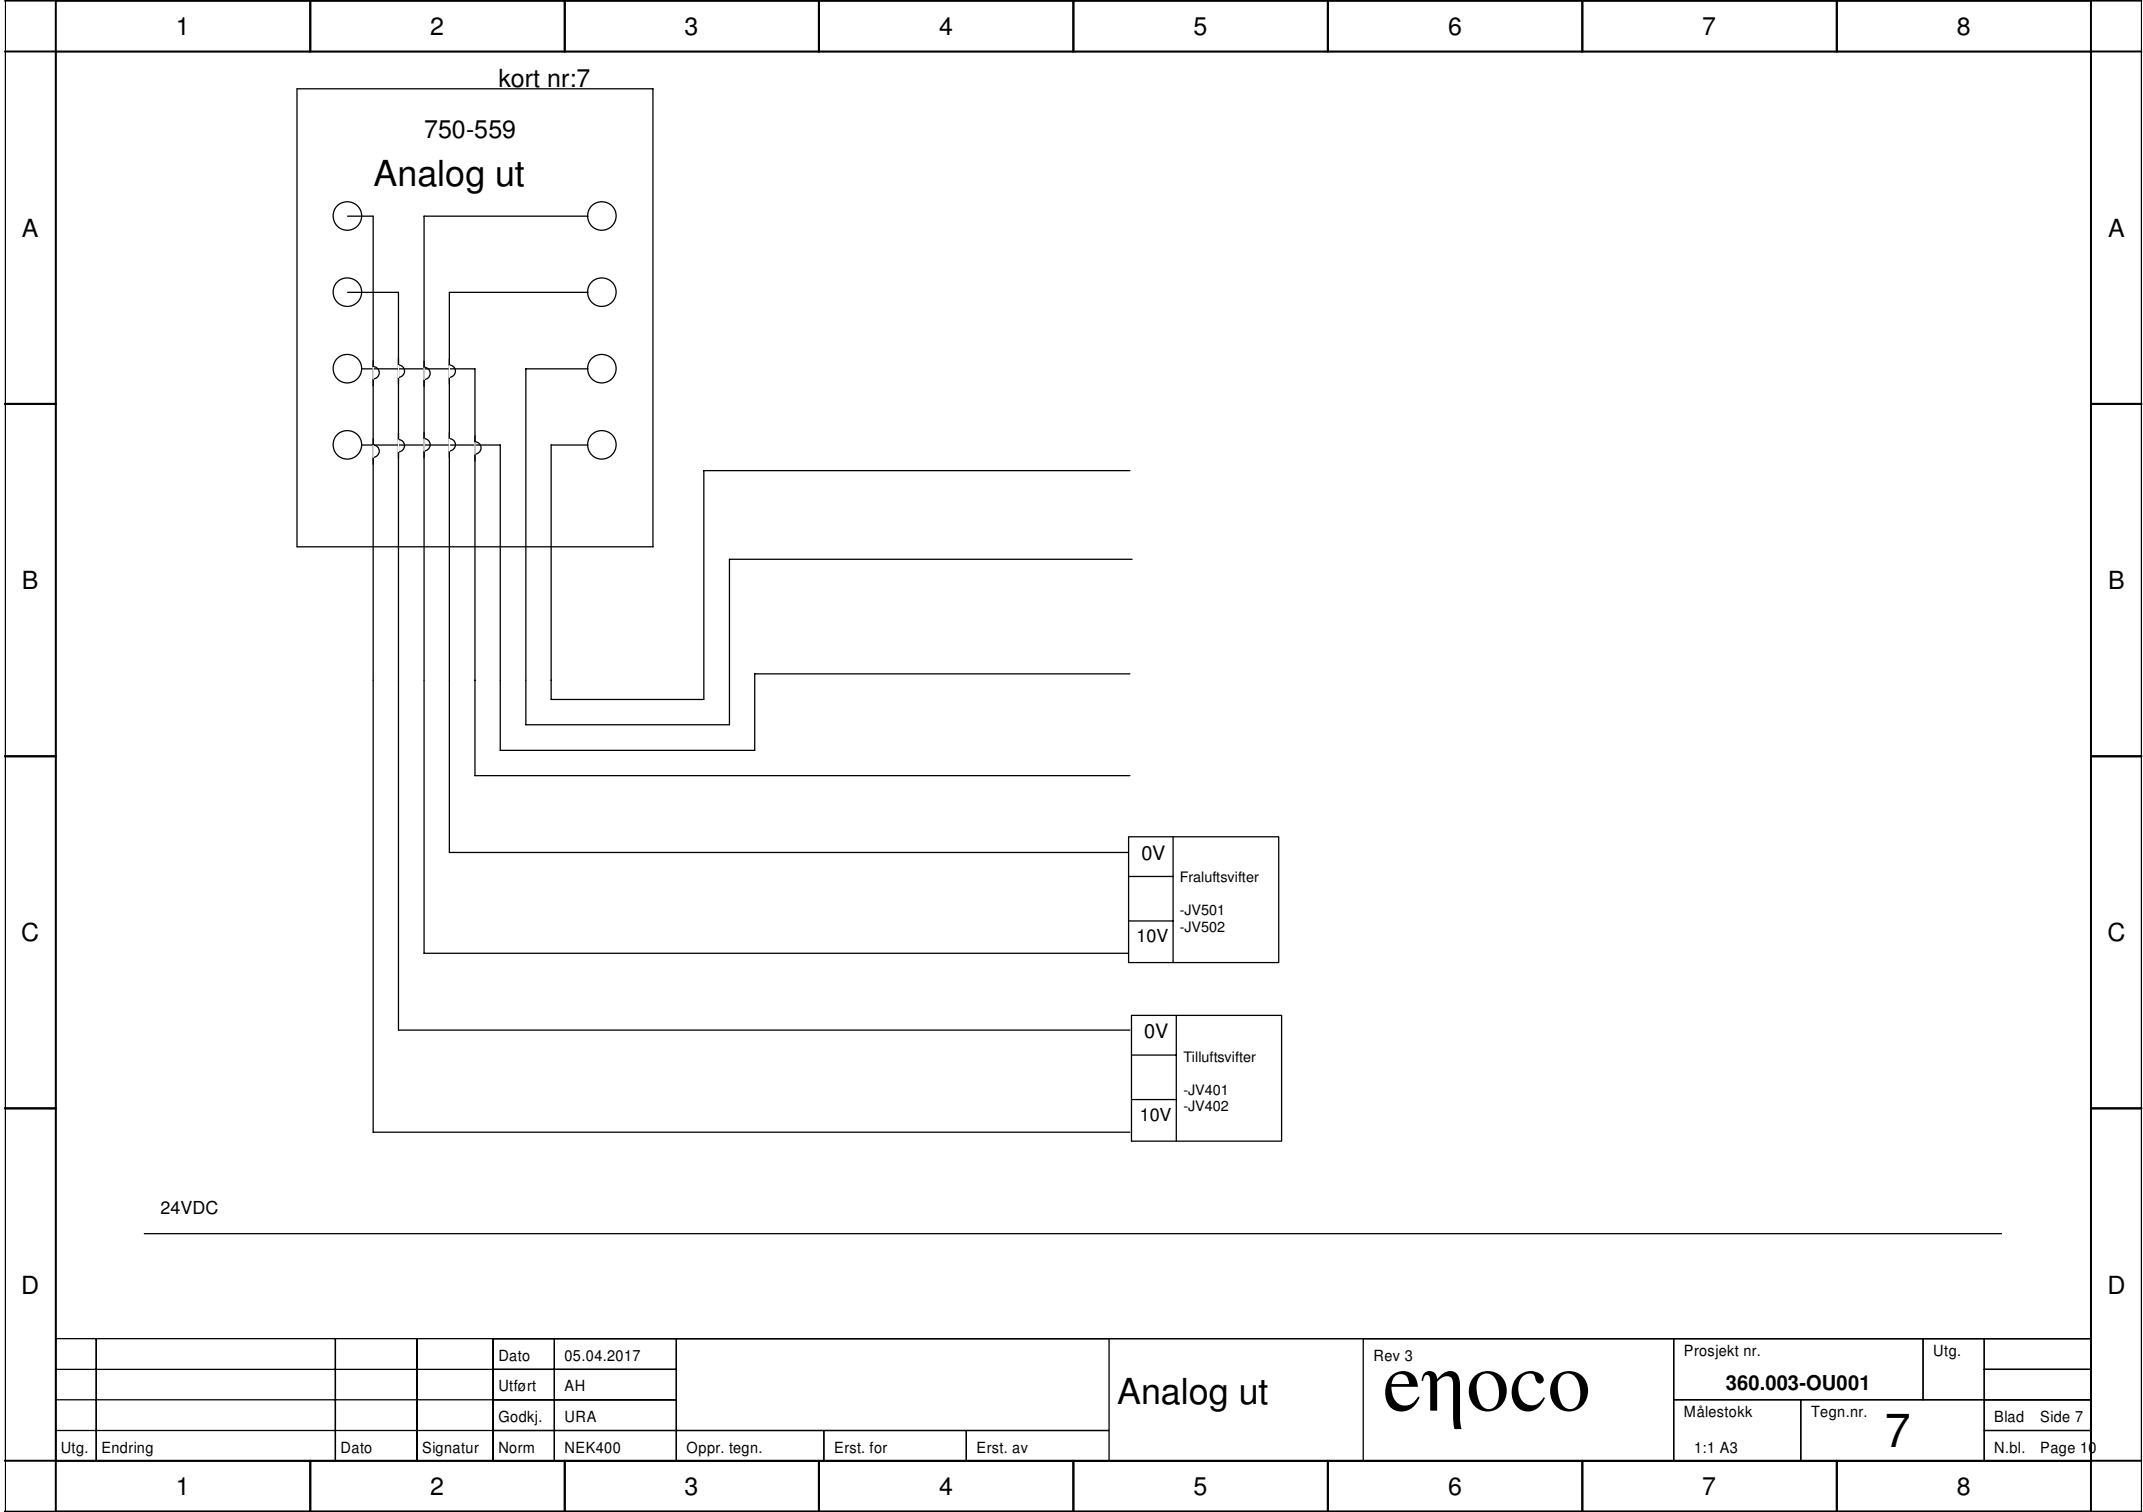 1 2 3 4 5 6 7 8
kort nr:7
750-559
Analog ut
A A
B B
0V
Fraluftsvifter
-JV501
-JV502
10V
C C
0V
Tilluftsvifter
-JV401
-JV402
10V
24VDC
D D
Dato 05.04.2017
Utført AH
Godkj. URA
Utg. Endring Dato Signatur Norm NEK400 Oppr. tegn. Erst. for Erst. av
Analog ut
Rev 3
eηoco
Prosjekt nr. Utg.
360.003-OU001
Målestokk Tegn.nr.
1:1 A3 7
Blad Side 7
N.bl. Page 10
1 2 3 4 5 6 7 8